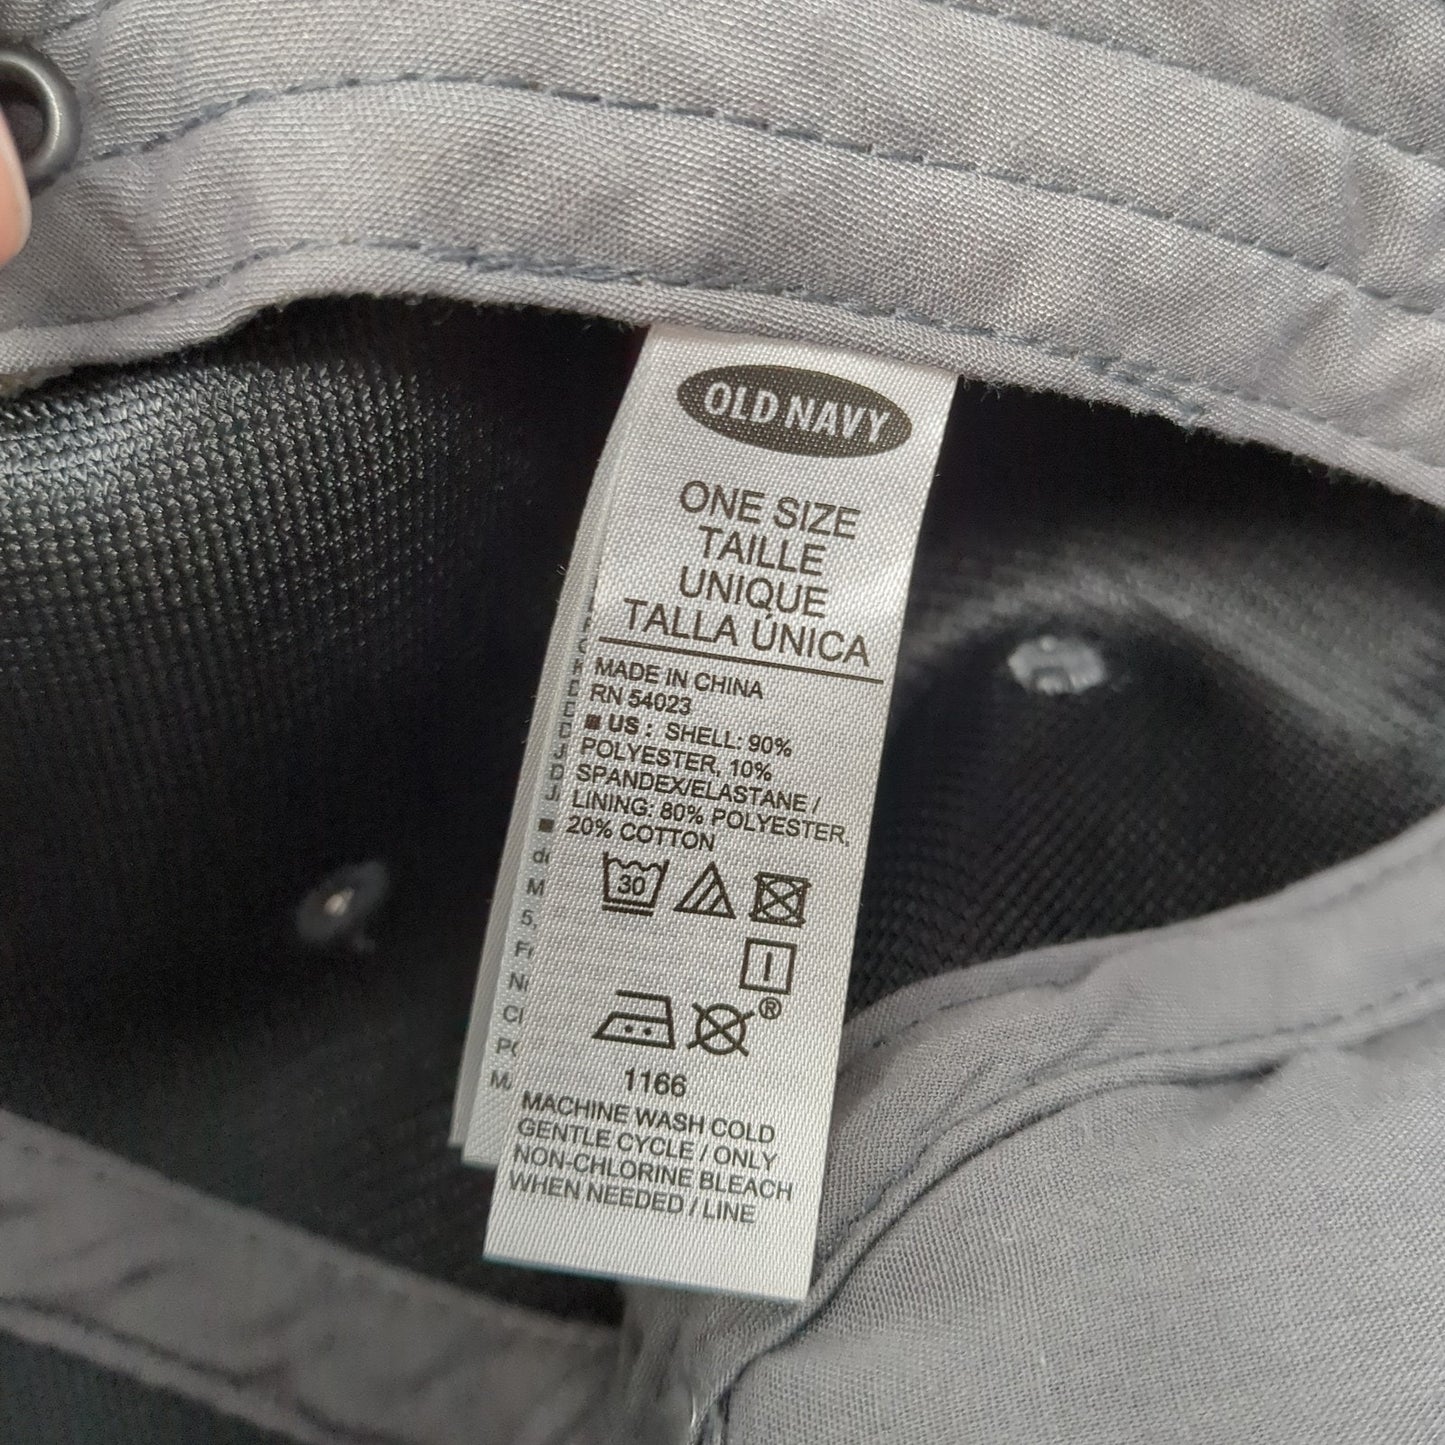 OLD NAVY
ONE SIZE
TAILLE
UNIQUE
TALLA ÚNICA
MADE IN CHINA
RN 54023
■ US : SHELL: 90%
POLYESTER, 10%
SPANDEX/ELASTANE /
LINING: 80% POLYESTER,
20% COTTON
30
®
1166
MACHINE WASH COLD
GENTLE CYCLE / ONLY
NON-CHLORINE BLEACH
WHEN NEEDED / LINE